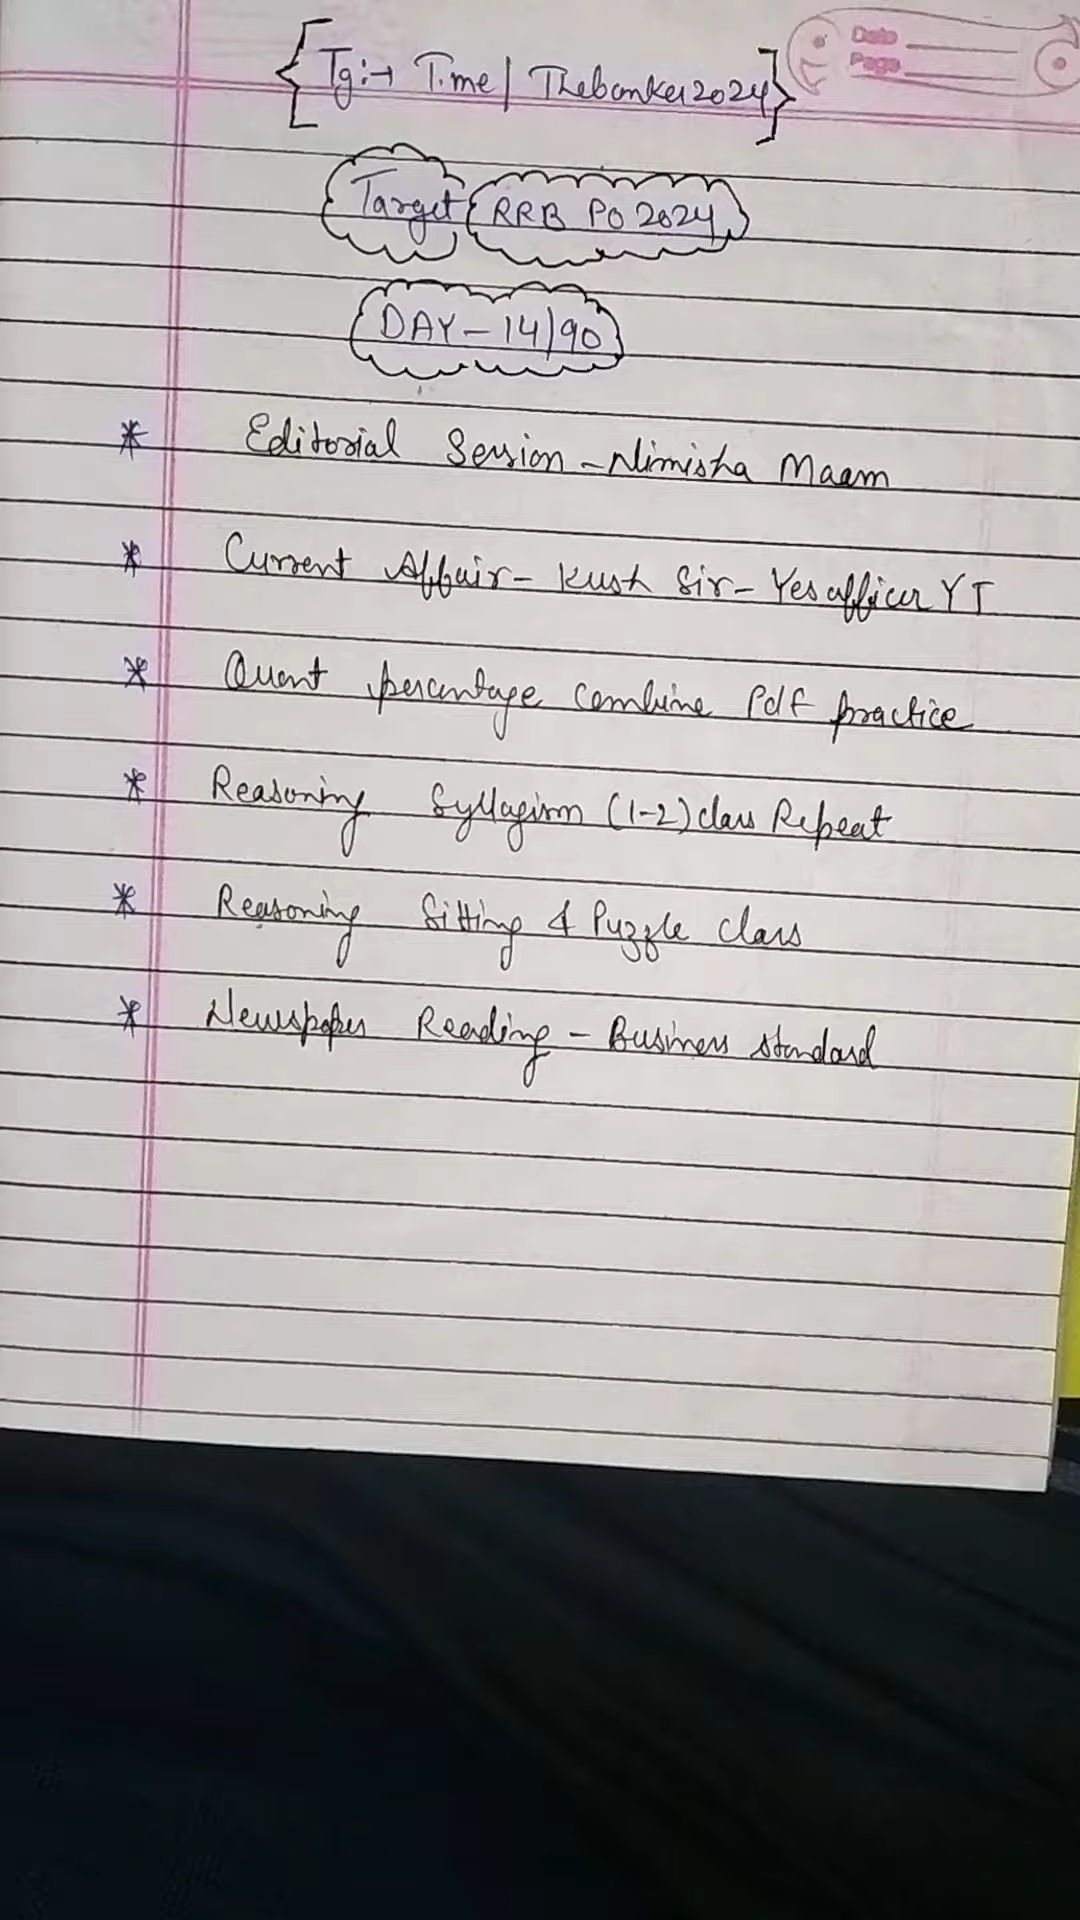 Tg:→ Time | Thebanker2024
Date
Page
Target RRB PO 2024
DAY - 14/90
* Editorial Session - Nimisha Maam
* Current Affair - Kush Sir - Yesofficer YT
* Quant percentage combine Pdf practice
* Reasoning Syllogism (1-2) class Repeat
* Reasoning Sitting & Puzzle class
* Newspaper Reading - Business standard